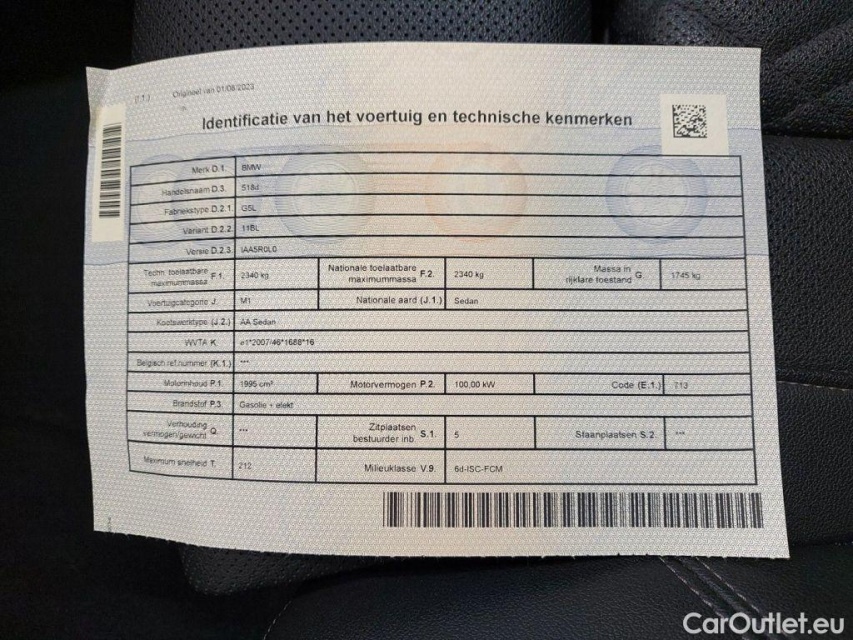 (I.1.) Origineel van 01/08/2023
Identificatie van het voertuig en technische kenmerken
Merk D.1. BMW
Handelsnaam D.3. 518d
Fabriekstype D.2.1. G5L
Variant D.2.2. 11BL
Versie D.2.3. IAA5R0L0
Techn. toelaatbare maximummassa F.1. 2340 kg Nationale toelaatbare maximummassa F.2. 2340 kg Massa in rijklare toestand G. 1745 kg
Voertuigcategorie J. M1 Nationale aard (J.1.) Sedan
Koetswerktype (J.2.) AA Sedan
WVTA K. e1*2007/46*1688*16
Belgisch ref.nummer (K.1.) ***
Motorinhoud P.1. 1995 cm³ Motorvermogen P.2. 100,00 kW Code (E.1.) 713
Brandstof P.3. Gasolie + elekt
Verhouding vermogen/gewicht Q. *** Zitplaatsen bestuurder inb. S.1. 5 Staanplaatsen S.2. ***
Maximum snelheid T. 212 Milieuklasse V.9. 6d-ISC-FCM
CarOutlet.eu